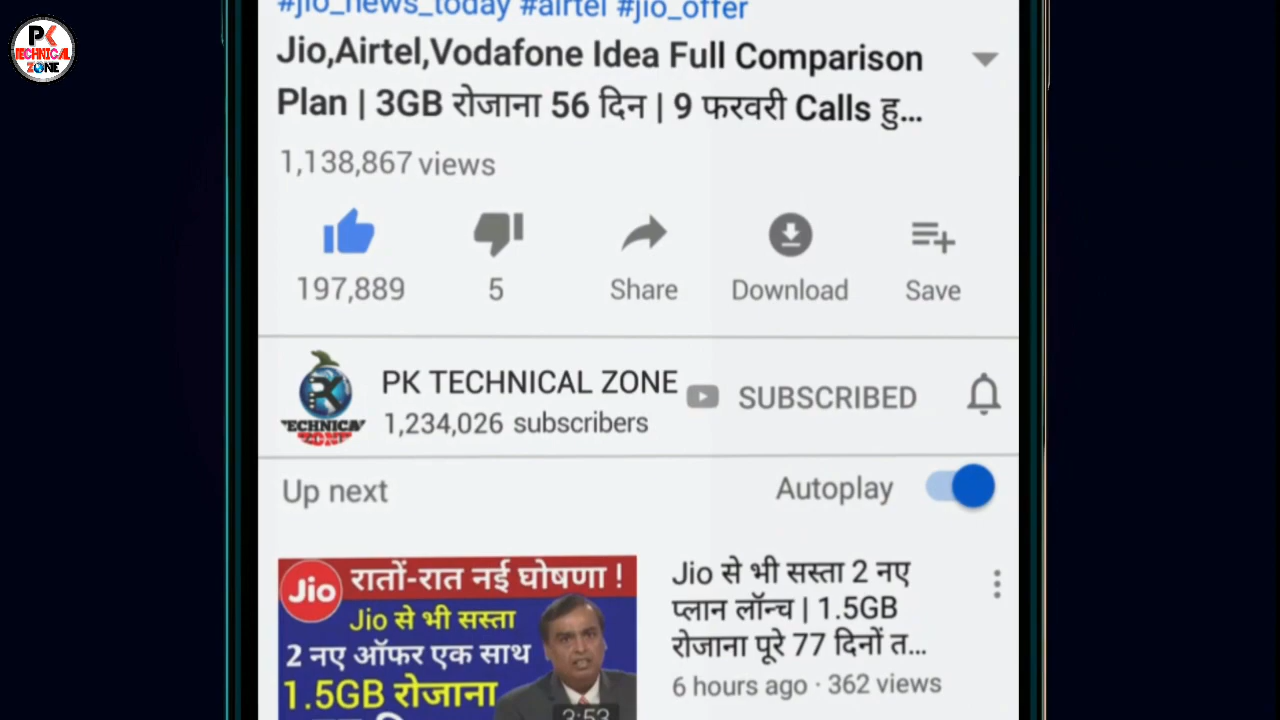 PK
TECHNICAL
ZONE
#jio_news_today #airtel #jio_offer
Jio,Airtel,Vodafone Idea Full Comparison
Plan | 3GB रोजाना 56 दिन | 9 फरवरी Calls हु...
1,138,867 views
197,889
5
Share
Download
Save
PK TECHNICAL ZONE
1,234,026 subscribers
SUBSCRIBED
Up next
Autoplay
Jio रातों-रात नई घोषणा !
Jio से भी सस्ता
2 नए ऑफर एक साथ
1.5GB रोजाना
3:53
Jio से भी सस्ता 2 नए
प्लान लॉन्च | 1.5GB
रोजाना पूरे 77 दिनों त...
6 hours ago · 362 views